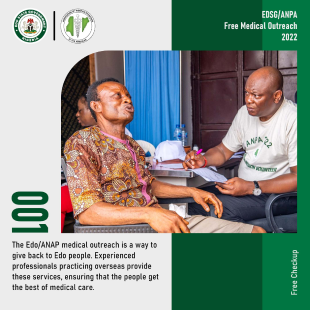 EDSG/ANPA
Free Medical Outreach
2022
ANPA '22
001
The Edo/ANAP medical outreach is a way to
give back to Edo people. Experienced
professionals practicing overseas provide
these services, ensuring that the people get
the best of medical care.
Free Checkup